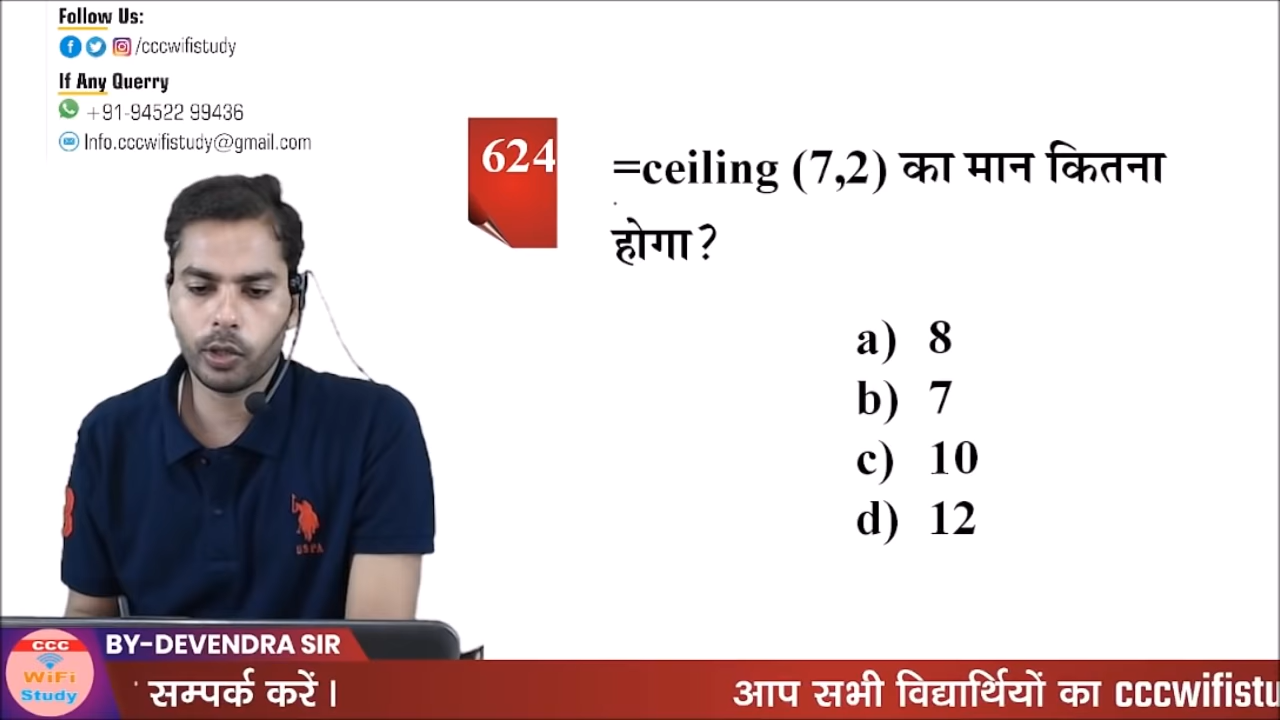 Follow Us:
/cccwifistudy
If Any Querry
+91-94522 99436
Info.cccwifistudy@gmail.com
624
=ceiling (7,2) का मान कितना
होगा?
a) 8
b) 7
c) 10
d) 12
USPA
BY-DEVENDRA SIR
CCC
WiFi
Study
सम्पर्क करें।
आप सभी विद्यार्थियों का cccwifistu